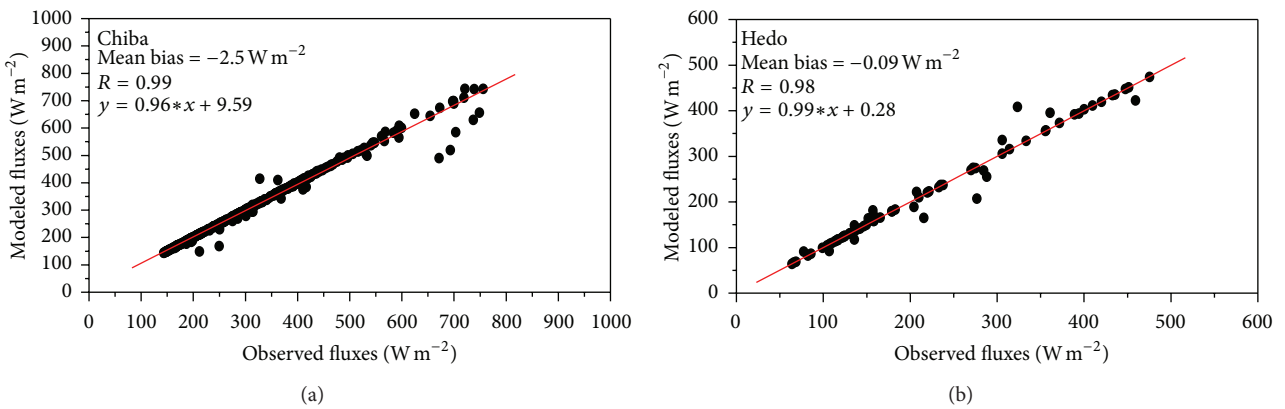 1000
900
800
700
600
500
400
300
200
100
0
Modeled fluxes (W m−2)
Chiba
Mean bias = −2.5 W m−2
R = 0.99
y = 0.96∗x + 9.59
0 100 200 300 400 500 600 700 800 900 1000
Observed fluxes (W m−2)
(a)
600
500
400
300
200
100
0
Modeled fluxes (W m−2)
Hedo
Mean bias = −0.09 W m−2
R = 0.98
y = 0.99∗x + 0.28
0 100 200 300 400 500 600
Observed fluxes (W m−2)
(b)